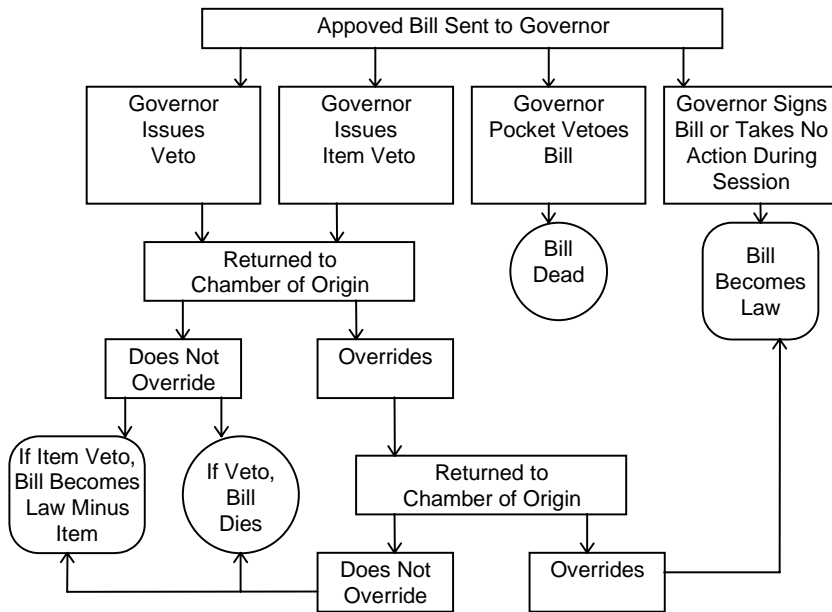 Appoved Bill Sent to Governor
Governor
Issues
Veto
Governor
Issues
Item Veto
Governor
Pocket Vetoes
Bill
Governor Signs
Bill or Takes No
Action During
Session
Returned to
Chamber of Origin
Bill
Dead
Bill
Becomes
Law
Does Not
Override
Overrides
If Item Veto,
Bill Becomes
Law Minus
Item
If Veto,
Bill
Dies
Returned to
Chamber of Origin
Does Not
Override
Overrides